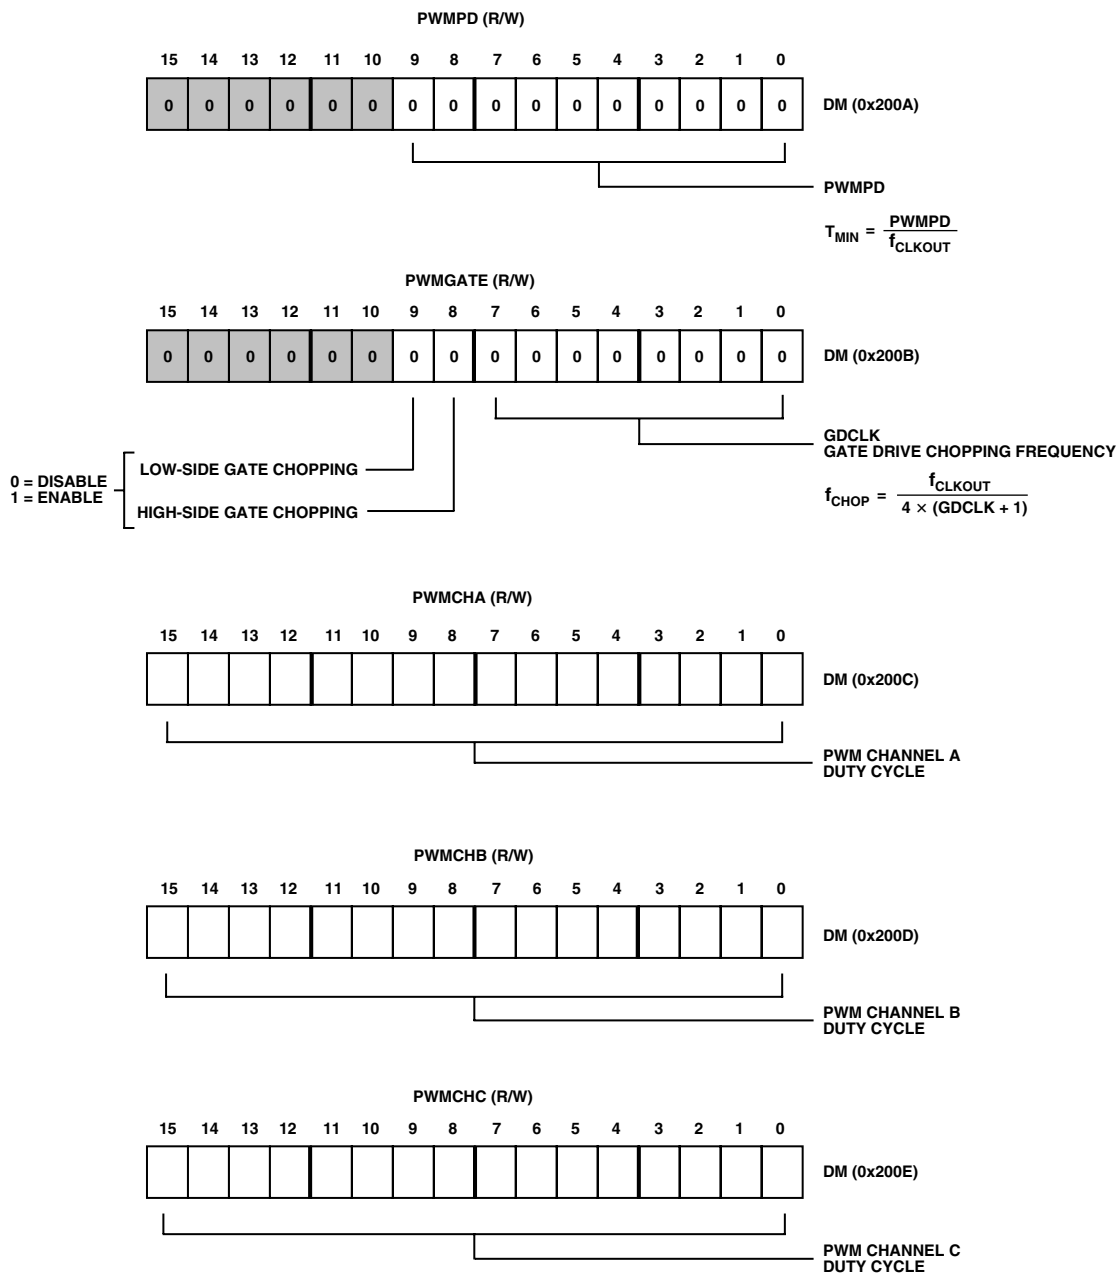 PWMPD (R/W)
15 14 13 12 11 10 9 8 7 6 5 4 3 2 1 0
0 0 0 0 0 0 0 0 0 0 0 0 0 0 0 0 DM (0x200A)
PWMPD
T_MIN = PWMPD / f_CLKOUT
PWMGATE (R/W)
15 14 13 12 11 10 9 8 7 6 5 4 3 2 1 0
0 0 0 0 0 0 0 0 0 0 0 0 0 0 0 0 DM (0x200B)
GDCLK
GATE DRIVE CHOPPING FREQUENCY
0 = DISABLE
1 = ENABLE
LOW-SIDE GATE CHOPPING
HIGH-SIDE GATE CHOPPING
f_CHOP = f_CLKOUT / 4 × (GDCLK + 1)
PWMCHA (R/W)
15 14 13 12 11 10 9 8 7 6 5 4 3 2 1 0
DM (0x200C)
PWM CHANNEL A
DUTY CYCLE
PWMCHB (R/W)
15 14 13 12 11 10 9 8 7 6 5 4 3 2 1 0
DM (0x200D)
PWM CHANNEL B
DUTY CYCLE
PWMCHC (R/W)
15 14 13 12 11 10 9 8 7 6 5 4 3 2 1 0
DM (0x200E)
PWM CHANNEL C
DUTY CYCLE